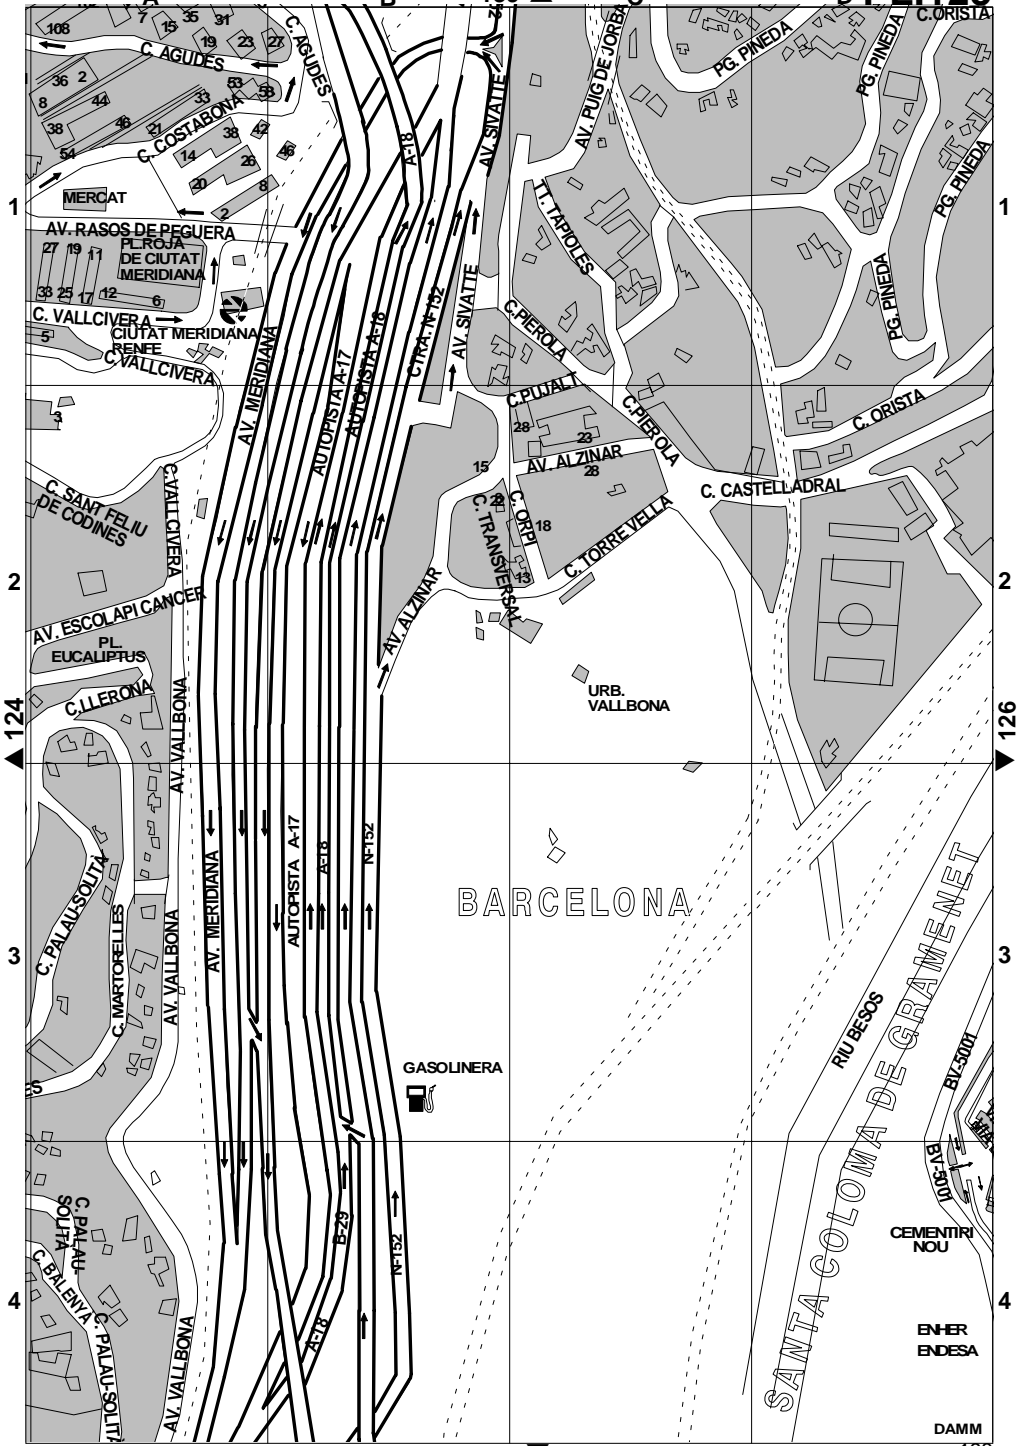 A
B
C.ORISTA
108
7
15
35
31
19
23
27
C. AGUDES
C. AGUDES
36
2
8
44
53
53
33
38
46
21
C. COSTABONA
38
42
54
14
26
46
20
8
2
MERCAT
1
AV. RASOS DE PEGUERA
PL.ROJA
DE CIUTAT
MERIDIANA
27
19
11
33
25
17
12
6
C. VALLCIVERA
5
CIUTAT MERIDIANA
RENFE
C. VALLCIVERA
3
AV. MERIDIANA
AUTOPISTA A-17
AUTOPISTA A-18
CTRA. N-152
A-18
AV. SIVATTE
AV. SIVATTE
AV. PUIG DE JORBA
PG. PINEDA
PG. PINEDA
PG. PINEDA
PG. PINEDA
1
TT. TAPIOLES
C.PIEROLA
C.PUJALT
C.PIEROLA
C. ORISTA
28
23
AV. ALZINAR
28
15
22
18
13
C. ORPI
C. TRANSVERSAL
C. TORRE VELLA
C. CASTELLADRAL
C. SANT FELIU
DE CODINES
C.VALLCIVERA
2
2
AV. ESCOLAPI CANCER
AV. ALZINAR
PL.
EUCALIPTUS
C.LLERONA
AV. VALLBONA
URB.
VALLBONA
124
126
AV. MERIDIANA
AUTOPISTA A-17
A-18
N-152
BARCELONA
C. PALAU-SOLITÀ
C. MARTORELLES
AV. VALLBONA
3
3
RIU BESOS
SANTA COLOMA DE GRAMENET
BV-5001
BV-5001
GASOLINERA
ES
C. PALAU-
SOLITÀ
C. BALENYA
C. PALAU-SOLITÀ
AV. VALLBONA
B-29
N-152
A-18
CEMENTIRI
NOU
4
4
ENHER
ENDESA
DAMM